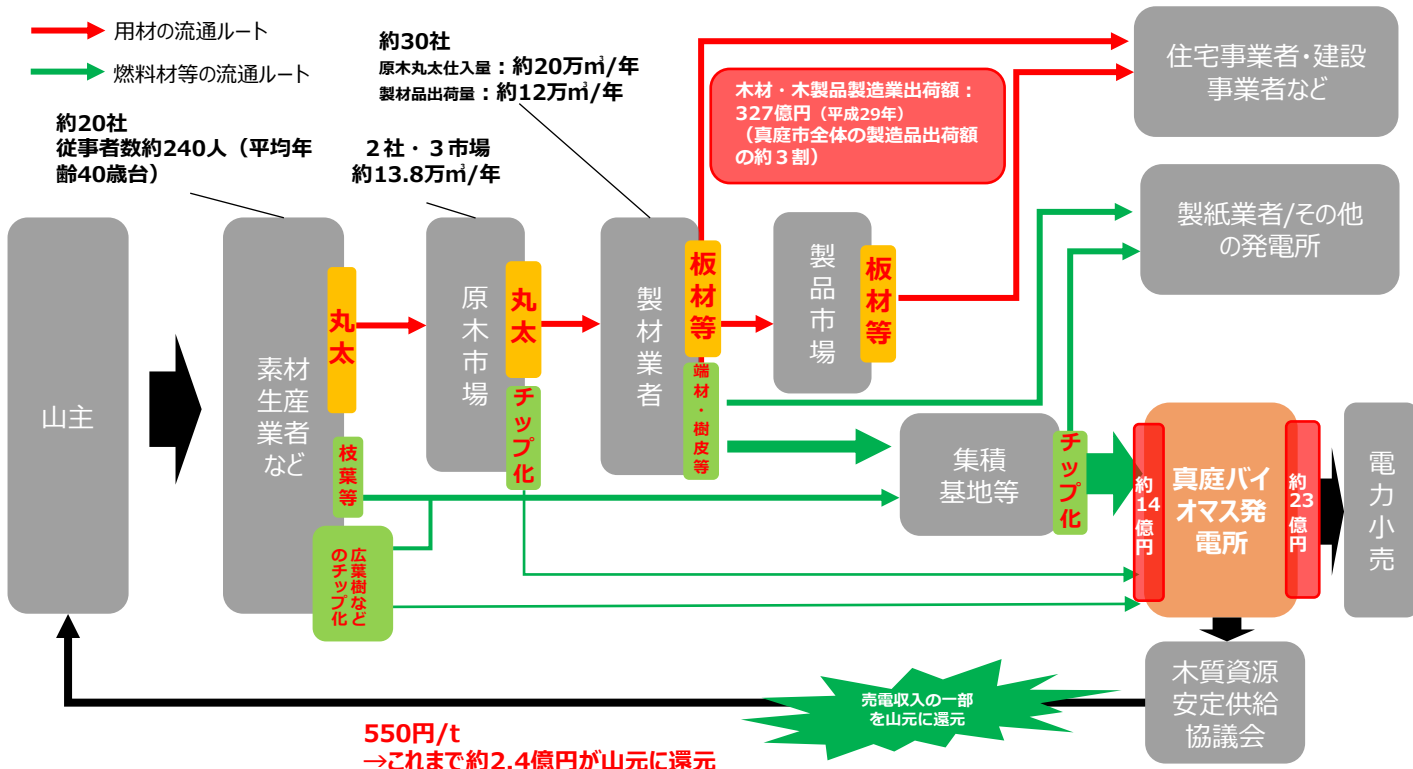 用材の流通ルート
燃料材等の流通ルート
約20社
従事者数約240人（平均年
齢40歳台）
２社・３市場
約13.8万㎥/年
約30社
原木丸太仕入量：約20万㎥/年
製材品出荷量：約12万㎥/年
木材・木製品製造業出荷額：
327億円（平成29年）
（真庭市全体の製造品出荷額
の約３割）
住宅事業者・建設
事業者など
製紙業者/その他
の発電所
山主
素材
生産
業者
など
丸太
枝葉等
広葉樹など
のチップ化
原木市場
丸太
チップ化
製材業者
板材等
端材・樹皮等
製品市場
板材等
集積
基地等
チップ化
約14億円
真庭バイ
オマス発
電所
約23億円
電力小売
木質資源
安定供給
協議会
売電収入の一部
を山元に還元
550円/t
→これまで約2.4億円が山元に還元